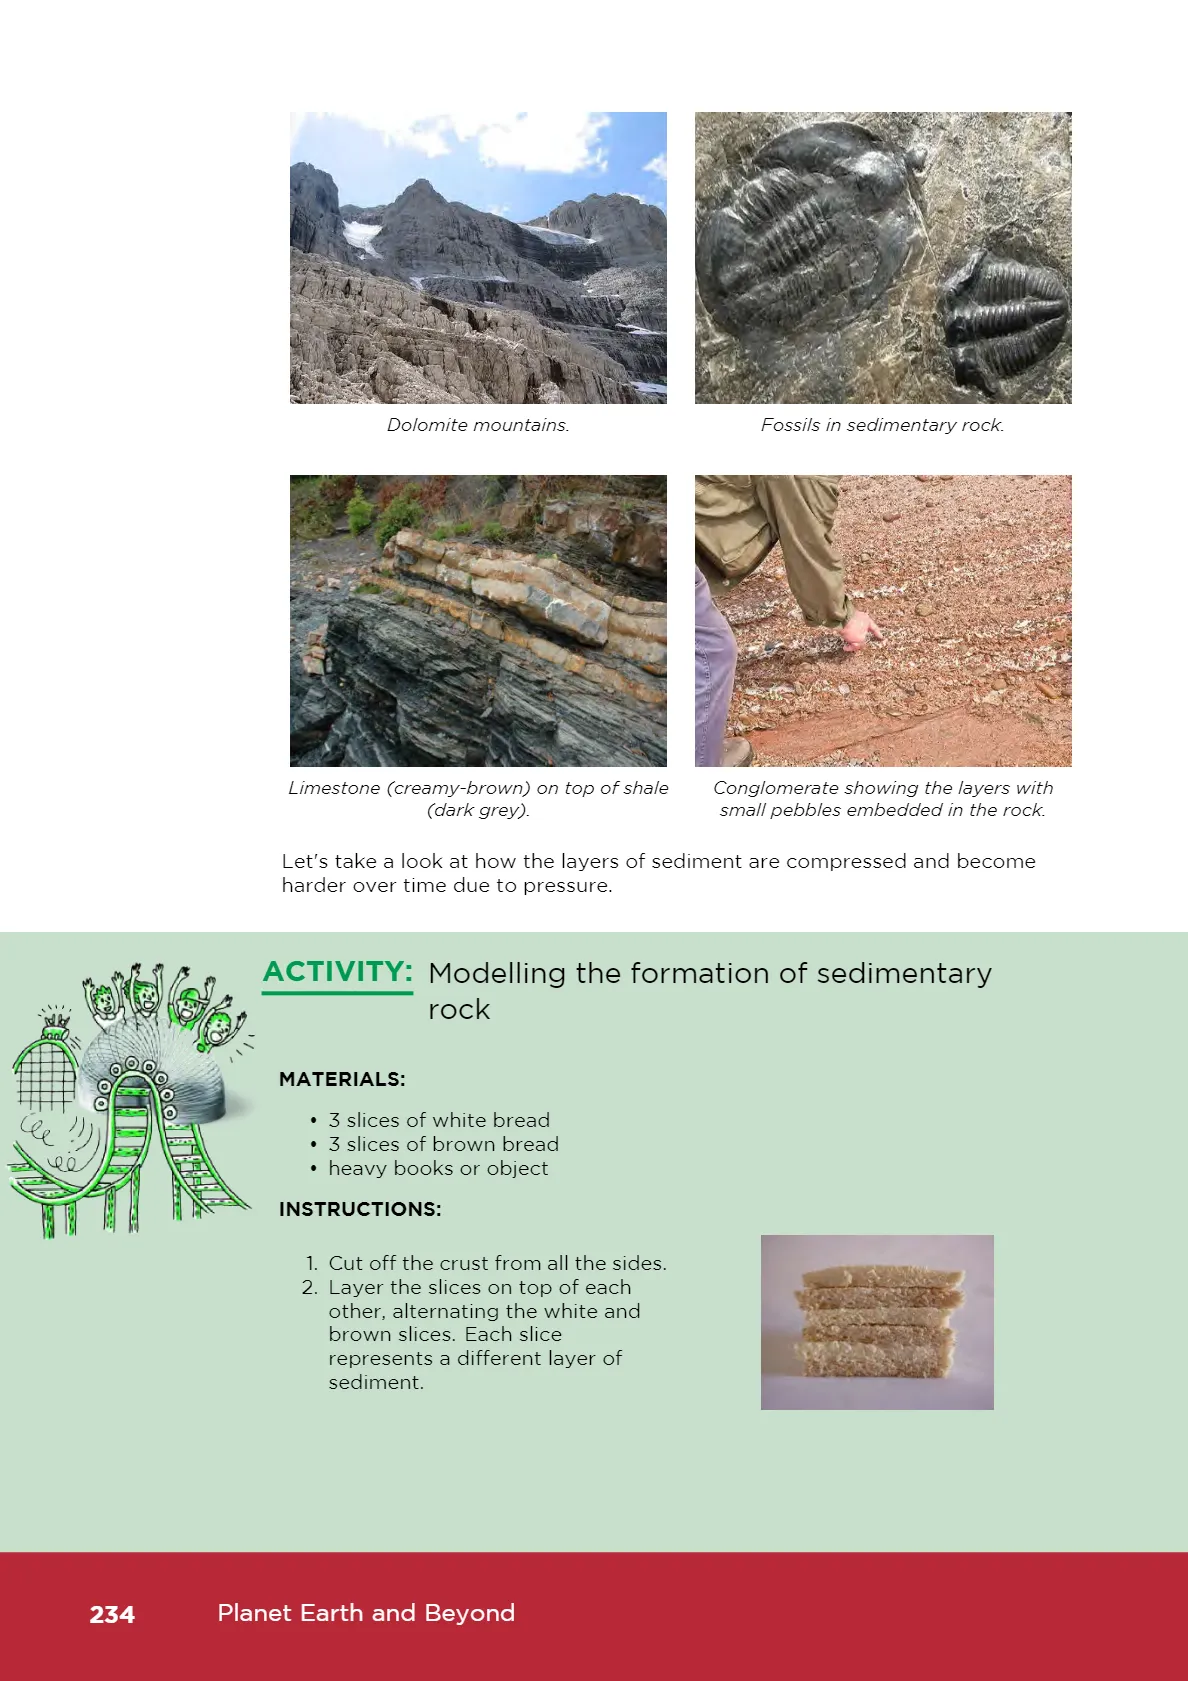 Dolomite mountains.
Fossils in sedimentary rock.
Limestone (creamy-brown) on top of shale
(dark grey).
Conglomerate showing the layers with
small pebbles embedded in the rock.
Let's take a look at how the layers of sediment are compressed and become
harder over time due to pressure.
ACTIVITY: Modelling the formation of sedimentary
rock
MATERIALS:
• 3 slices of white bread
• 3 slices of brown bread
• heavy books or object
INSTRUCTIONS:
1. Cut off the crust from all the sides.
2. Layer the slices on top of each
other, alternating the white and
brown slices. Each slice
represents a different layer of
sediment.
234 Planet Earth and Beyond